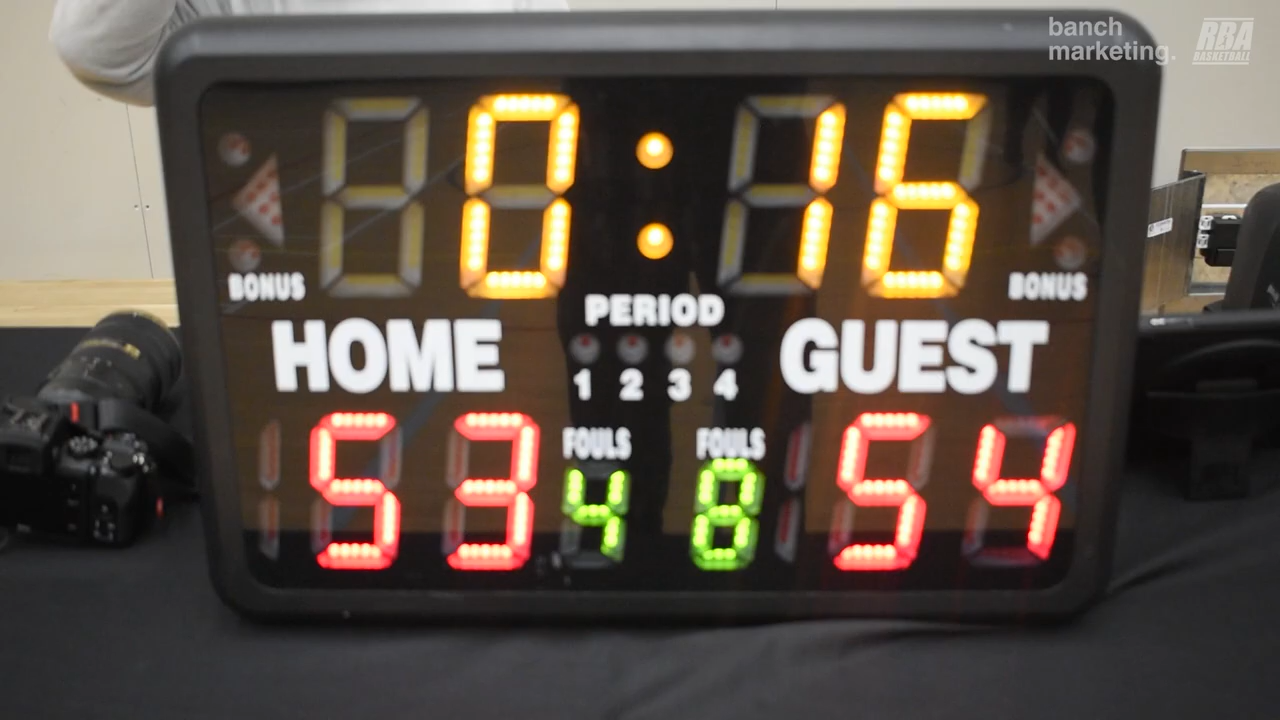 banch
marketing.
RBA
BASKETBALL
0:16
BONUS
BONUS
PERIOD
HOME
GUEST
1 2 3 4
FOULS
FOULS
53
4
8
54